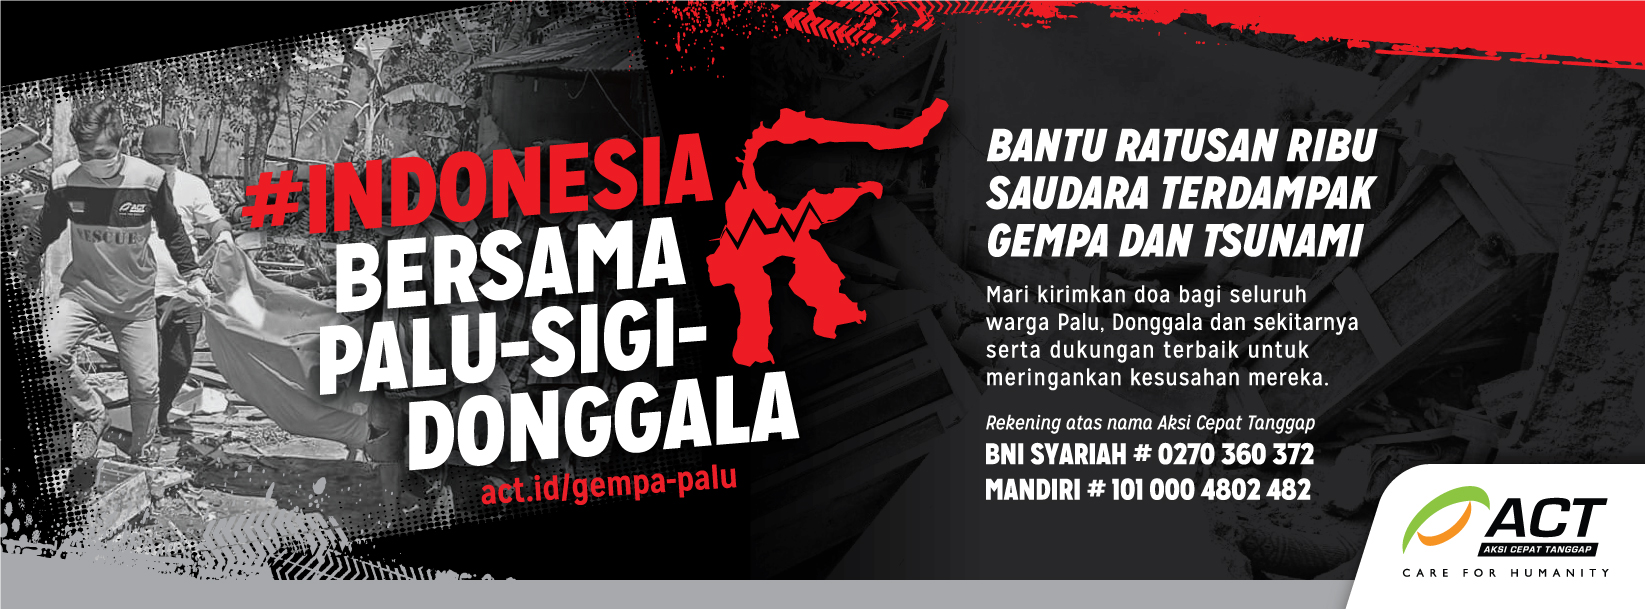 #INDONESIA
BERSAMA
PALU-SIGI-
DONGGALA
act.id/gempa-palu
BANTU RATUSAN RIBU
SAUDARA TERDAMPAK
GEMPA DAN TSUNAMI
Mari kirimkan doa bagi seluruh
warga Palu, Donggala dan sekitarnya
serta dukungan terbaik untuk
meringankan kesusahan mereka.
Rekening atas nama Aksi Cepat Tanggap
BNI SYARIAH # 0270 360 372
MANDIRI # 101 000 4802 482
ACT
AKSI CEPAT TANGGAP
CARE FOR HUMANITY
ACT